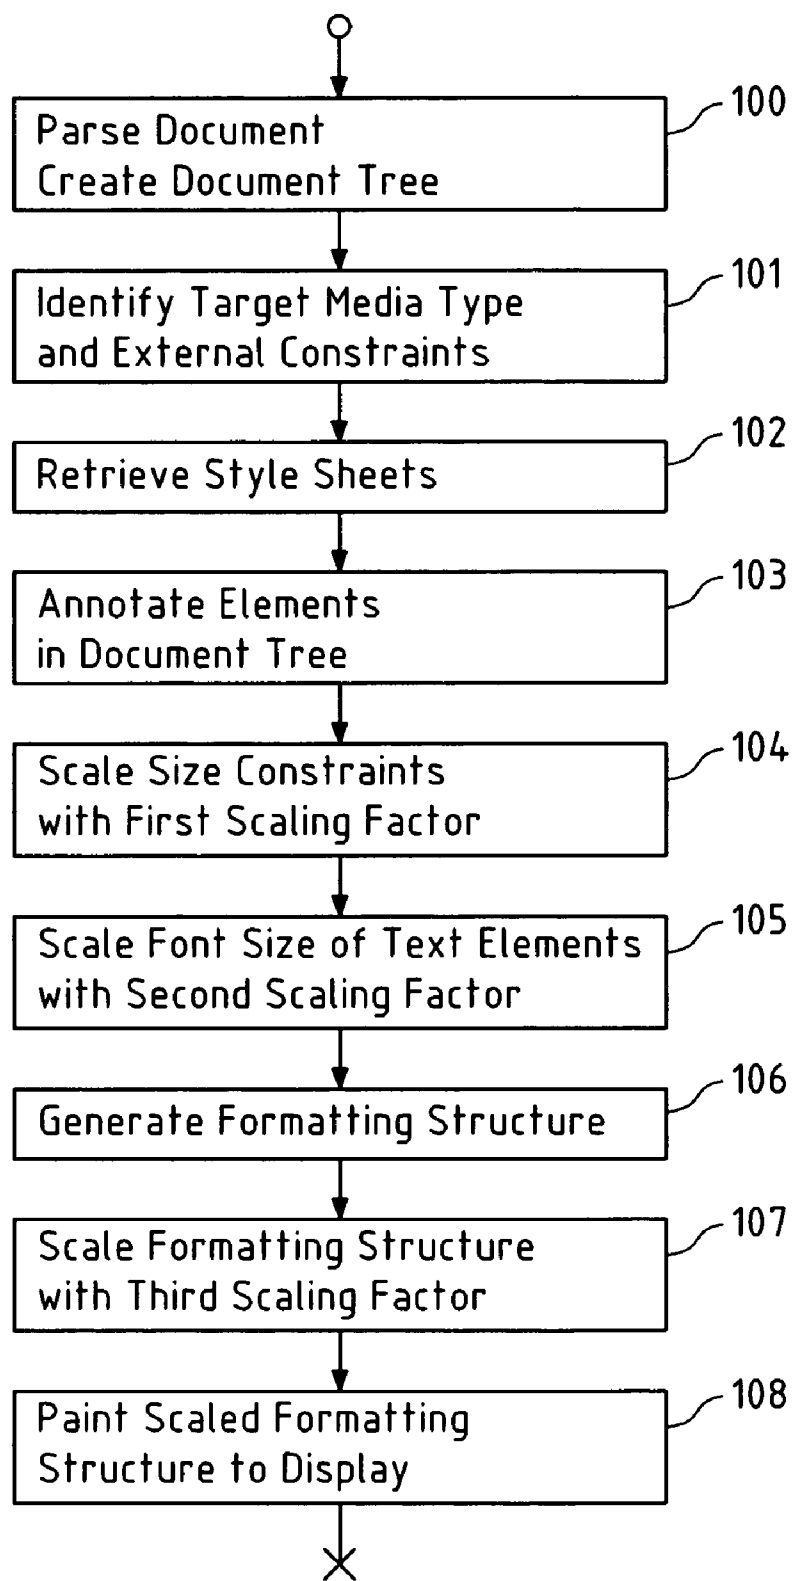 100
Parse Document
Create Document Tree
101
Identify Target Media Type
and External Constraints
102
Retrieve Style Sheets
103
Annotate Elements
in Document Tree
104
Scale Size Constraints
with First Scaling Factor
105
Scale Font Size of Text Elements
with Second Scaling Factor
106
Generate Formatting Structure
107
Scale Formatting Structure
with Third Scaling Factor
108
Paint Scaled Formatting
Structure to Display